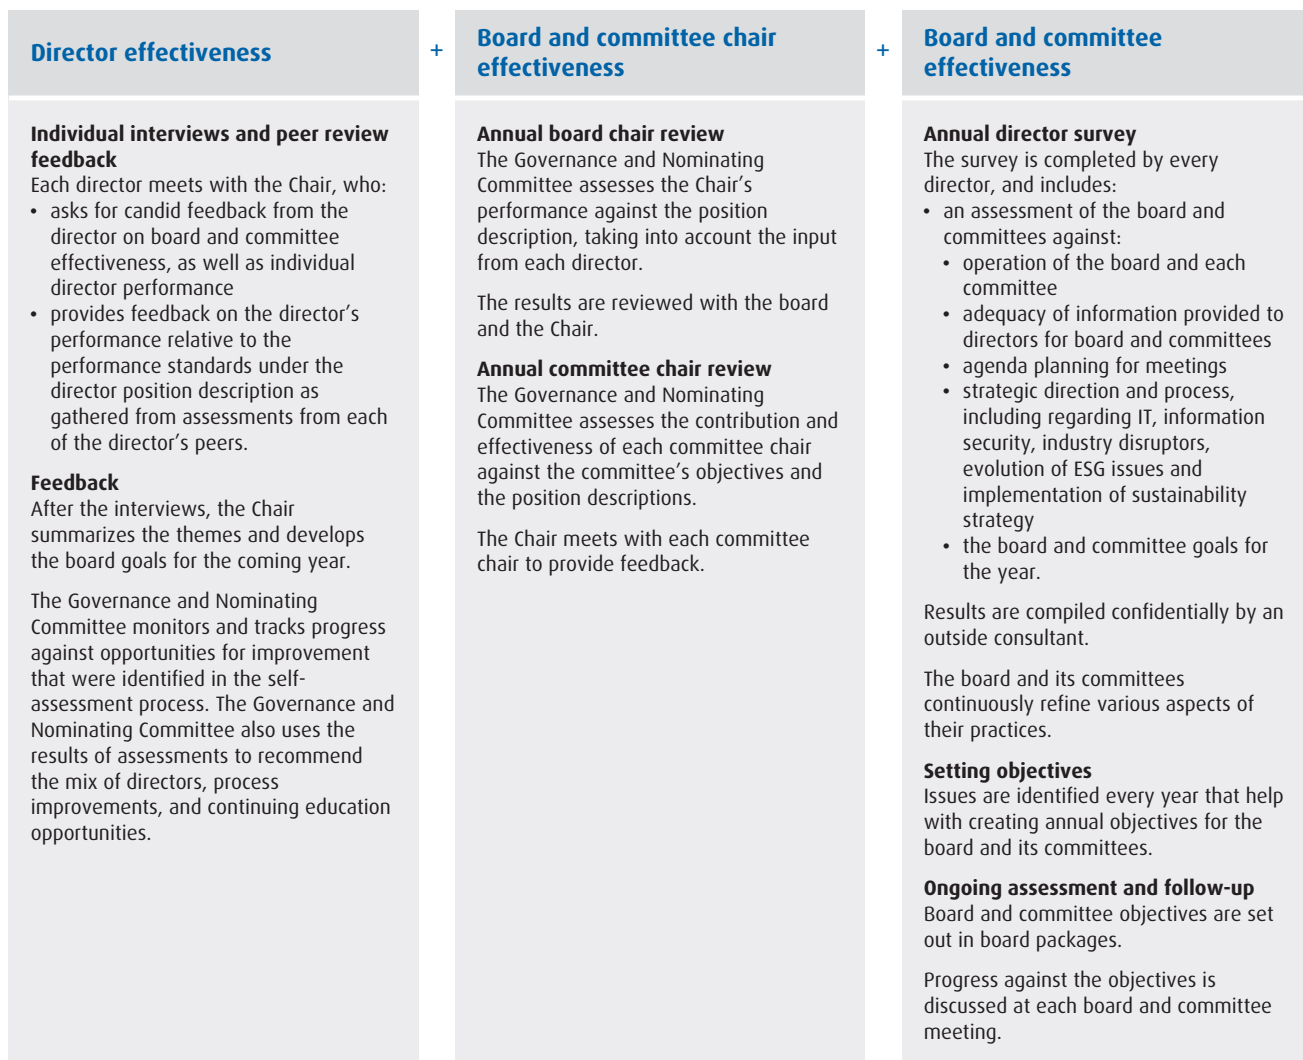 Director effectiveness
+
Board and committee chair
effectiveness
+
Board and committee
effectiveness
Individual interviews and peer review
feedback
Each director meets with the Chair, who:
• asks for candid feedback from the
director on board and committee
effectiveness, as well as individual
director performance
• provides feedback on the director's
performance relative to the
performance standards under the
director position description as
gathered from assessments from each
of the director's peers.
Feedback
After the interviews, the Chair
summarizes the themes and develops
the board goals for the coming year.
The Governance and Nominating
Committee monitors and tracks progress
against opportunities for improvement
that were identified in the self-
assessment process. The Governance and
Nominating Committee also uses the
results of assessments to recommend
the mix of directors, process
improvements, and continuing education
opportunities.
Annual board chair review
The Governance and Nominating
Committee assesses the Chair's
performance against the position
description, taking into account the input
from each director.
The results are reviewed with the board
and the Chair.
Annual committee chair review
The Governance and Nominating
Committee assesses the contribution and
effectiveness of each committee chair
against the committee's objectives and
the position descriptions.
The Chair meets with each committee
chair to provide feedback.
Annual director survey
The survey is completed by every
director, and includes:
• an assessment of the board and
committees against:
• operation of the board and each
committee
• adequacy of information provided to
directors for board and committees
• agenda planning for meetings
• strategic direction and process,
including regarding IT, information
security, industry disruptors,
evolution of ESG issues and
implementation of sustainability
strategy
• the board and committee goals for
the year.
Results are compiled confidentially by an
outside consultant.
The board and its committees
continuously refine various aspects of
their practices.
Setting objectives
Issues are identified every year that help
with creating annual objectives for the
board and its committees.
Ongoing assessment and follow-up
Board and committee objectives are set
out in board packages.
Progress against the objectives is
discussed at each board and committee
meeting.